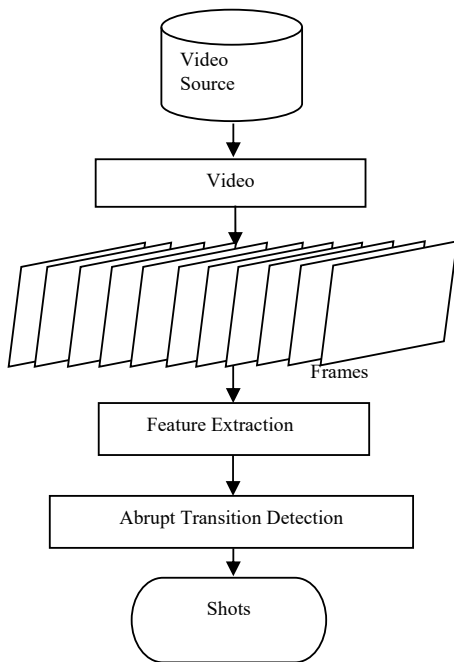 Video
Source
Video
Frames
Feature Extraction
Abrupt Transition Detection
Shots